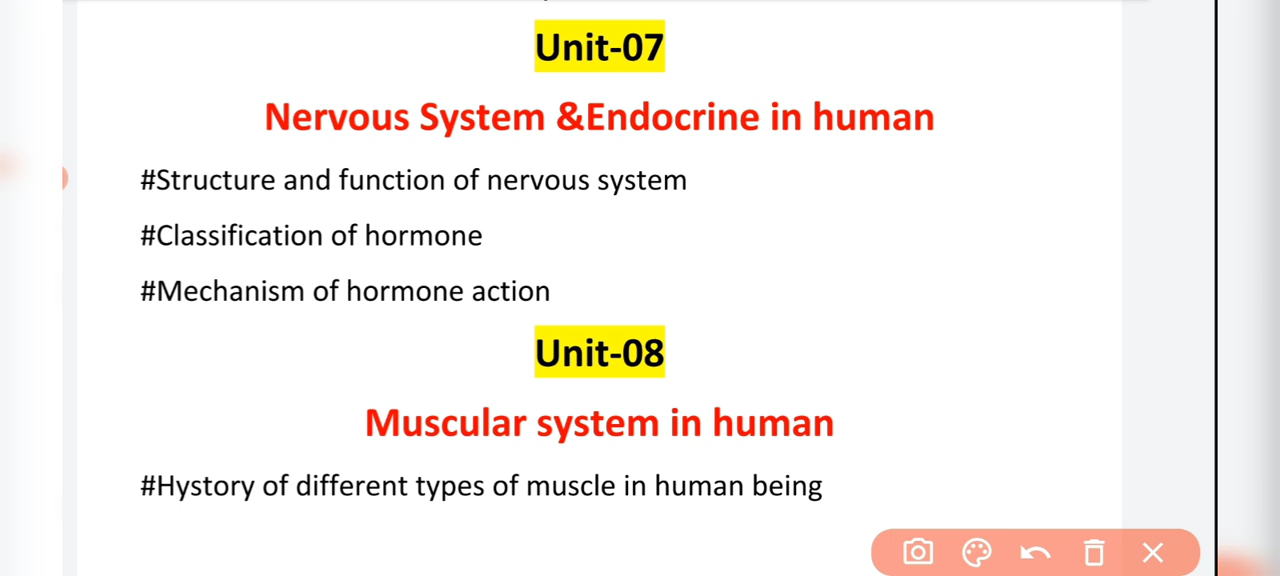 Unit-07
Nervous System &Endocrine in human
#Structure and function of nervous system
#Classification of hormone
#Mechanism of hormone action
Unit-08
Muscular system in human
#Hystory of different types of muscle in human being